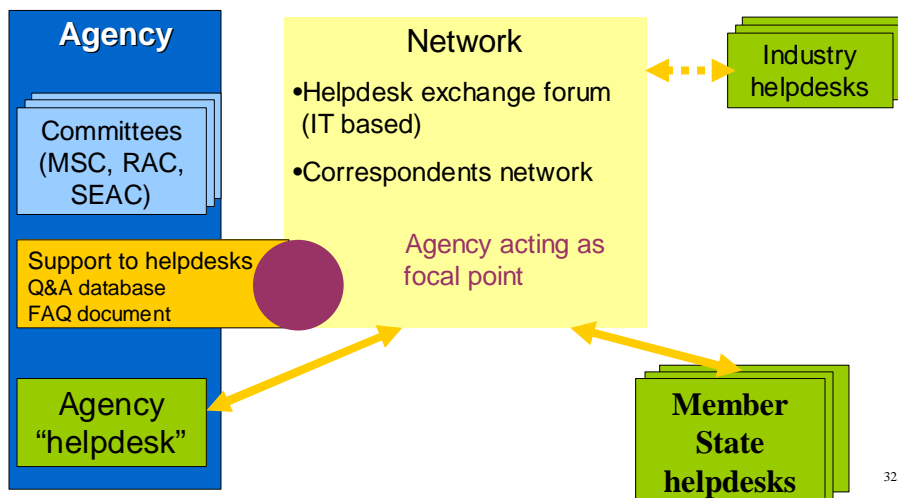 Agency
Committees
(MSC, RAC,
SEAC)
Support to helpdesks
Q&A database
FAQ document
Agency
“helpdesk”
Network
•Helpdesk exchange forum
(IT based)
•Correspondents network
Agency acting as
focal point
Industry
helpdesks
Member
State
helpdesks
32